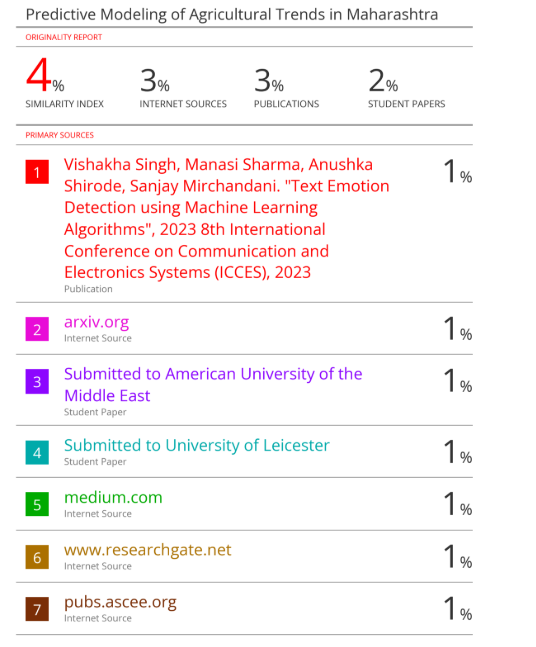 Predictive Modeling of Agricultural Trends in Maharashtra
ORIGINALITY REPORT
4% 3% 3% 2%
SIMILARITY INDEX INTERNET SOURCES PUBLICATIONS STUDENT PAPERS
PRIMARY SOURCES
1 Vishakha Singh, Manasi Sharma, Anushka 1%
Shirode, Sanjay Mirchandani. "Text Emotion
Detection using Machine Learning
Algorithms", 2023 8th International
Conference on Communication and
Electronics Systems (ICCES), 2023
Publication
2 arxiv.org 1%
Internet Source
3 Submitted to American University of the 1%
Middle East
Student Paper
4 Submitted to University of Leicester 1%
Student Paper
5 medium.com 1%
Internet Source
6 www.researchgate.net 1%
Internet Source
7 pubs.ascee.org 1%
Internet Source